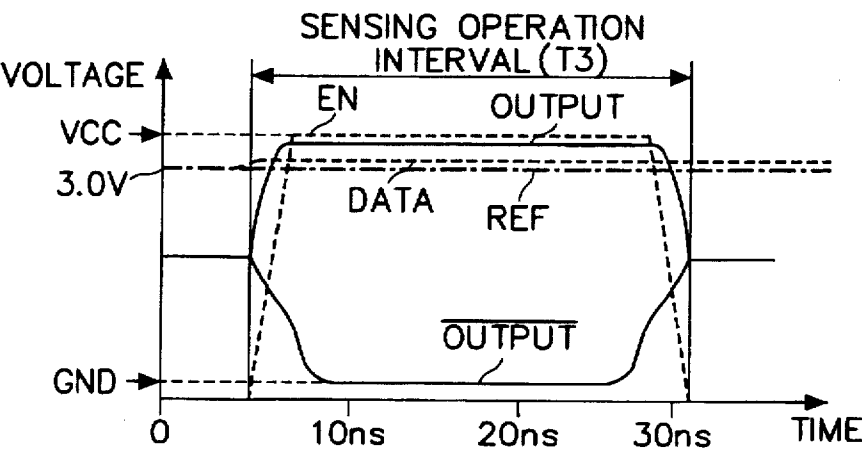 SENSING OPERATION
INTERVAL(T3)
VOLTAGE
EN
OUTPUT
VCC
3.0V
DATA
REF
OUTPUT
GND
0
10ns
20ns
30ns
TIME